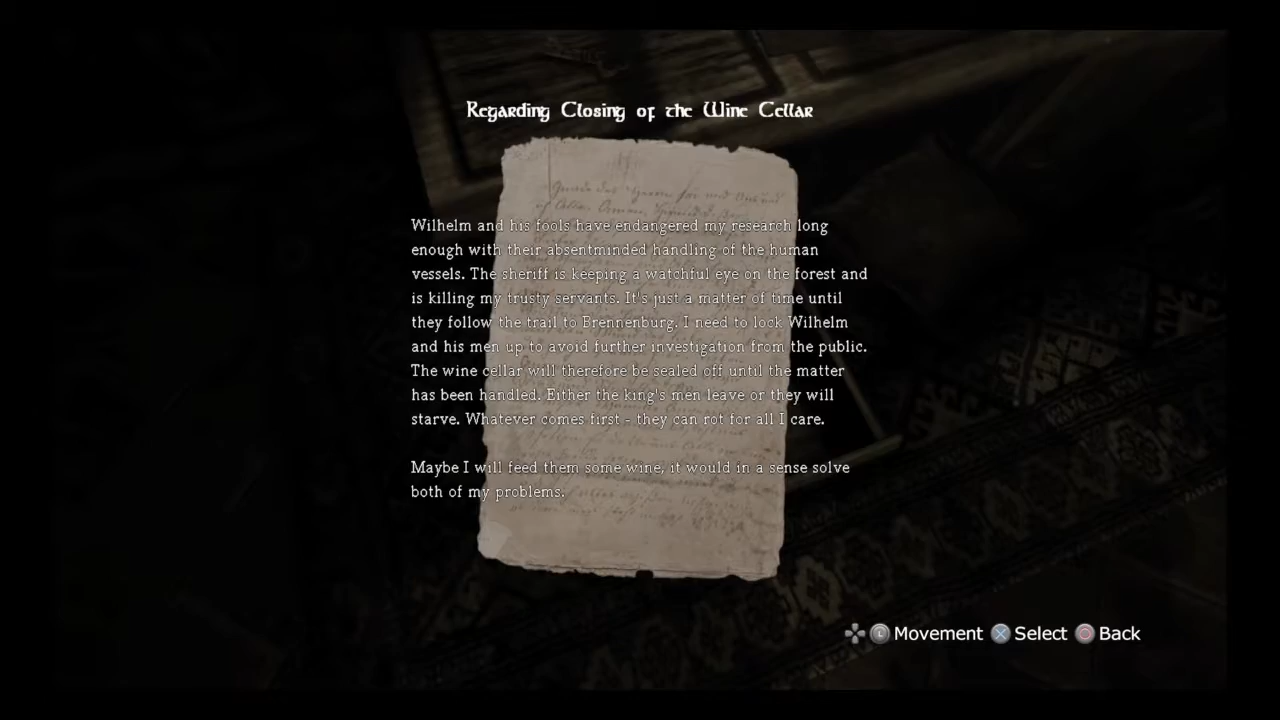 Regarding Closing of the Wine Cellar
Wilhelm and his fools have endangered my research long
enough with their absentminded handling of the human
vessels. The sheriff is keeping a watchful eye on the forest and
is killing my trusty servants. It's just a matter of time until
they follow the trail to Brennenburg. I need to lock Wilhelm
and his men up to avoid further investigation from the public.
The wine cellar will therefore be sealed off until the matter
has been handled. Either the king's men leave or they will
starve. Whatever comes first - they can rot for all I care.
Maybe I will feed them some wine, it would in a sense solve
both of my problems.
Movement Select Back